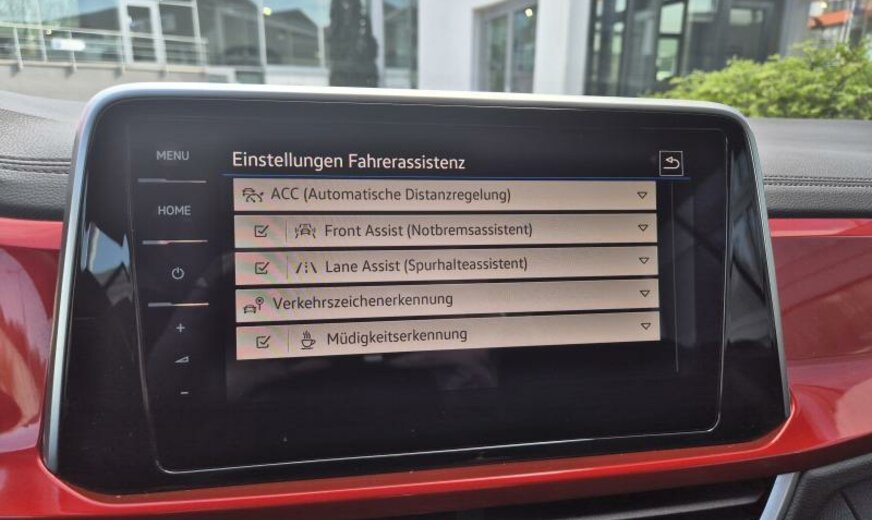 MENU
Einstellungen Fahrerassistenz
ACC (Automatische Distanzregelung)
HOME
Front Assist (Notbremsassistent)
Lane Assist (Spurhalteassistent)
Verkehrszeichenerkennung
+
Müdigkeitserkennung
-